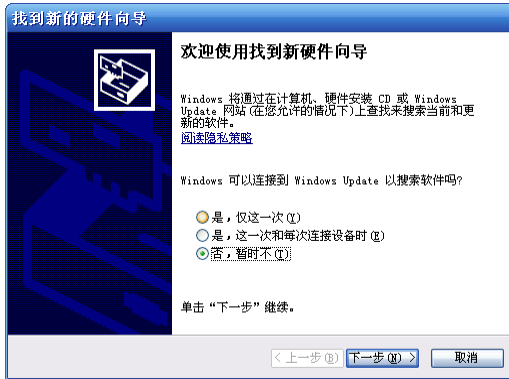 找到新的硬件向导
欢迎使用找到新硬件向导
Windows 将通过在计算机、硬件安装 CD 或 Windows
Update 网站(在您允许的情况下)上查找来搜索当前和更
新的软件。
阅读隐私策略
Windows 可以连接到 Windows Update 以搜索软件吗?
是，仅这一次(Y)
是，这一次和每次连接设备时(E)
否，暂时不(T)
单击“下一步”继续。
< 上一步(B) 下一步(N) > 取消